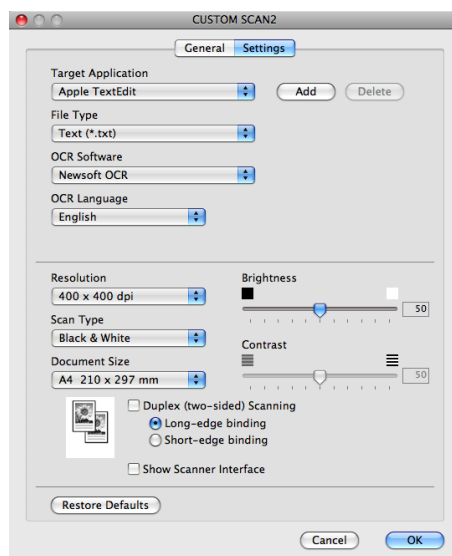 CUSTOM SCAN2
General Settings
Target Application
Apple TextEdit Add Delete
File Type
Text (*.txt)
OCR Software
Newsoft OCR
OCR Language
English
Resolution Brightness
400 x 400 dpi 50
Scan Type
Black & White Contrast
Document Size
A4 210 x 297 mm 50
Duplex (two-sided) Scanning
Long-edge binding
Short-edge binding
Show Scanner Interface
Restore Defaults
Cancel OK